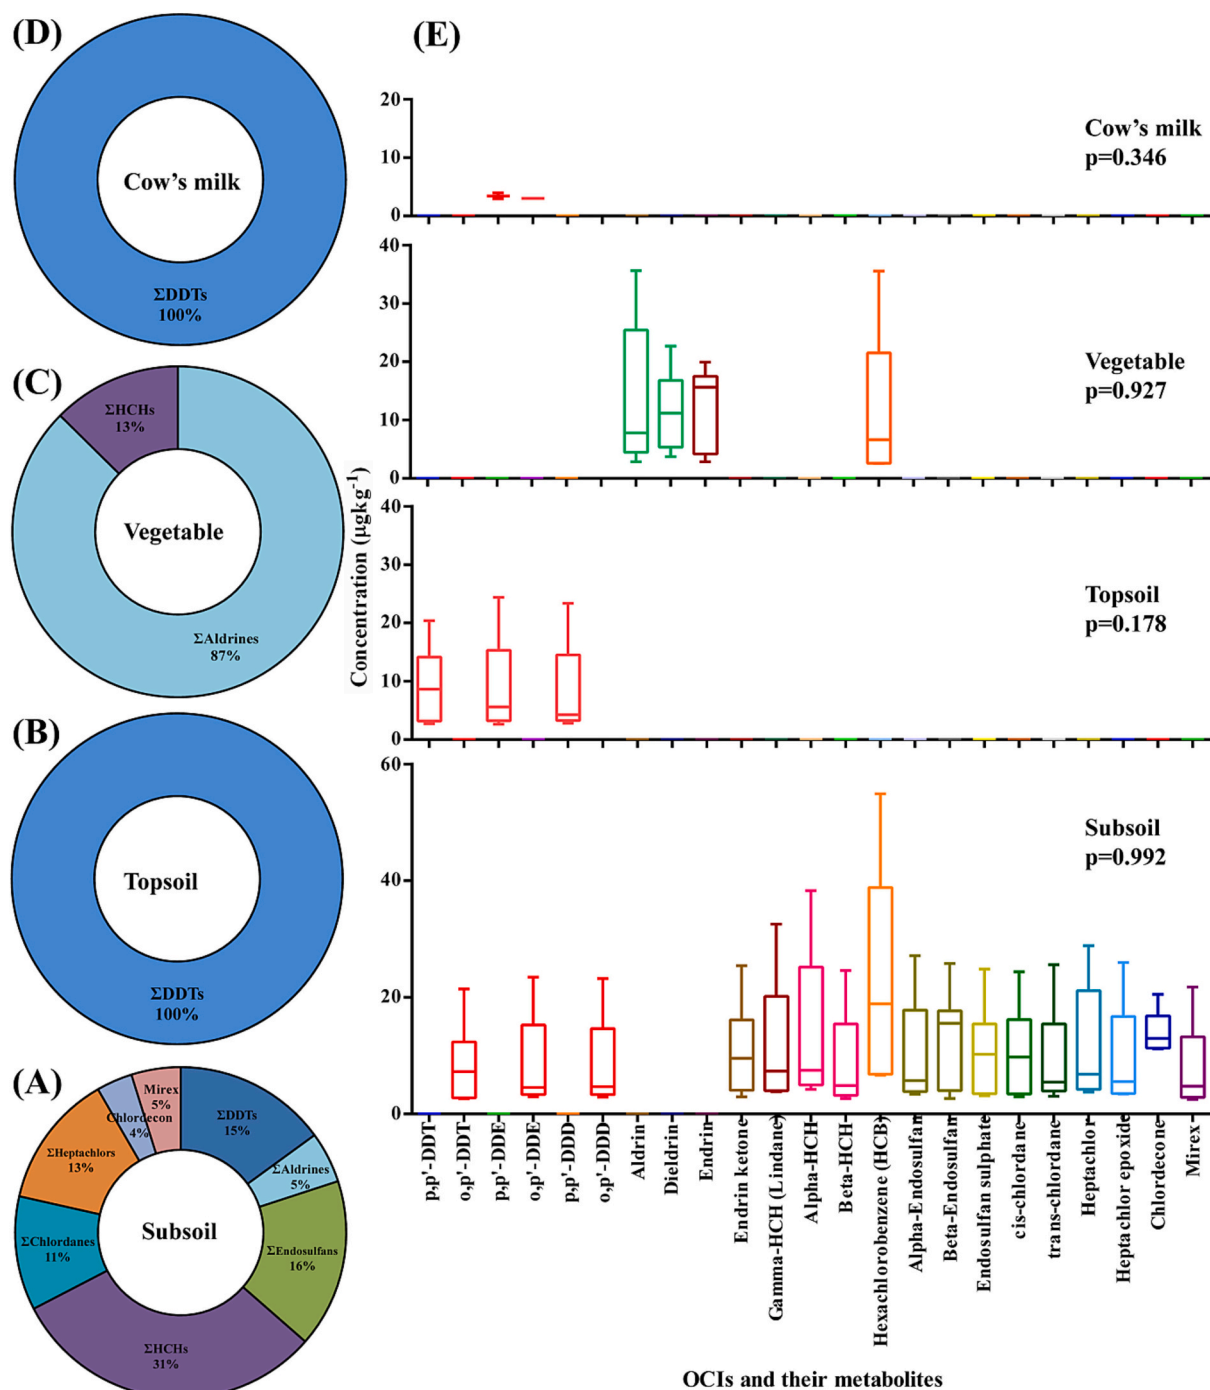 (D)
Cow's milk
ΣDDTs
100%
(C)
ΣHCHs
13%
Vegetable
ΣAldrines
87%
(B)
Topsoil
ΣDDTs
100%
(A)
Mirex
5%
Chlordecon
4%
ΣDDTs
15%
ΣHeptachlors
13%
ΣAldrines
5%
Subsoil
ΣChlordanes
11%
ΣEndosulfans
16%
ΣHCHs
31%
(E)
Concentration (µgkg⁻¹)
20
10
0
Cow's milk
p=0.346
40
30
20
10
0
Vegetable
p=0.927
40
30
20
10
0
Topsoil
p=0.178
60
40
20
0
Subsoil
p=0.992
p,p'-DDT
o,p'-DDT
p,p'-DDE
o,p'-DDE
p,p'-DDD
o,p'-DDD
Aldrin
Dieldrin
Endrin
Endrin ketone
Gamma-HCH (Lindane)
Alpha-HCH
Beta-HCH
Hexachlorobenzene (HCB)
Alpha-Endosulfan
Beta-Endosulfan
Endosulfan sulphate
cis-chlordane
trans-chlordane
Heptachlor
Heptachlor epoxide
Chlordecone
Mirex
OCIs and their metabolites